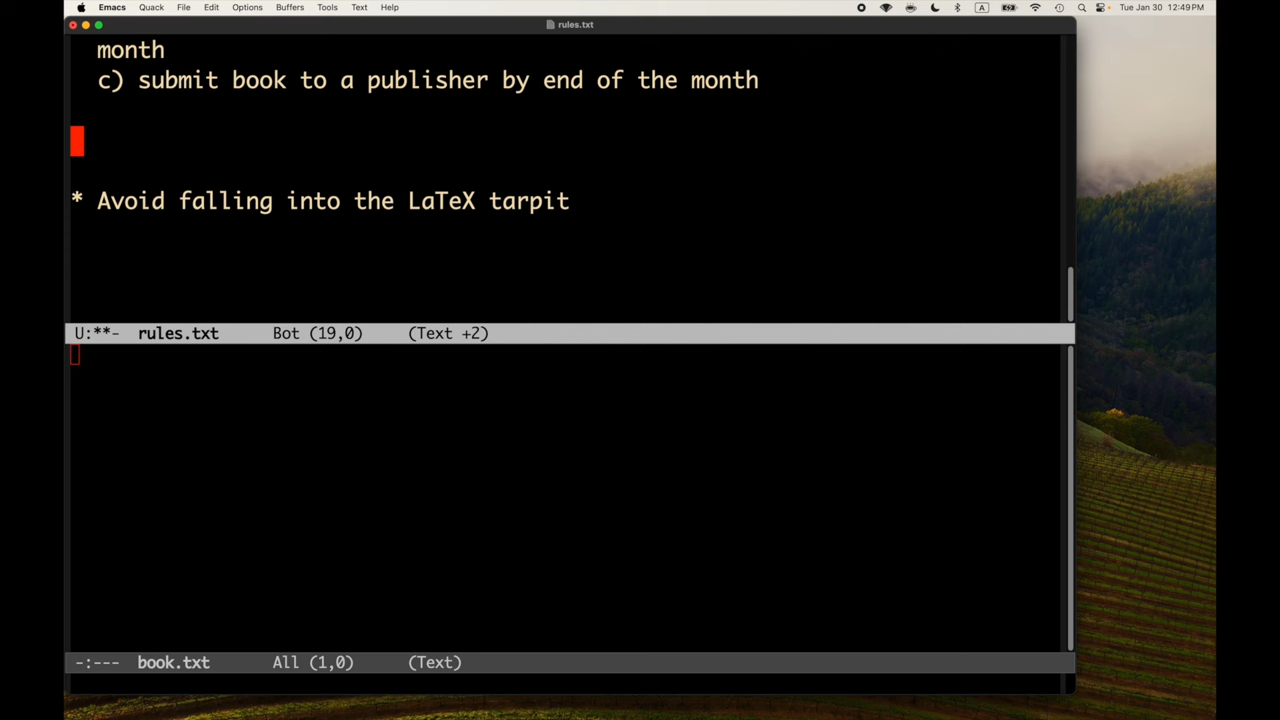 Emacs Quack File Edit Options Buffers Tools Text Help A Tue Jan 30 12:49 PM
rules.txt
month
c) submit book to a publisher by end of the month
* Avoid falling into the LaTeX tarpit
U:**- rules.txt Bot (19,0) (Text +2)
-:--- book.txt All (1,0) (Text)